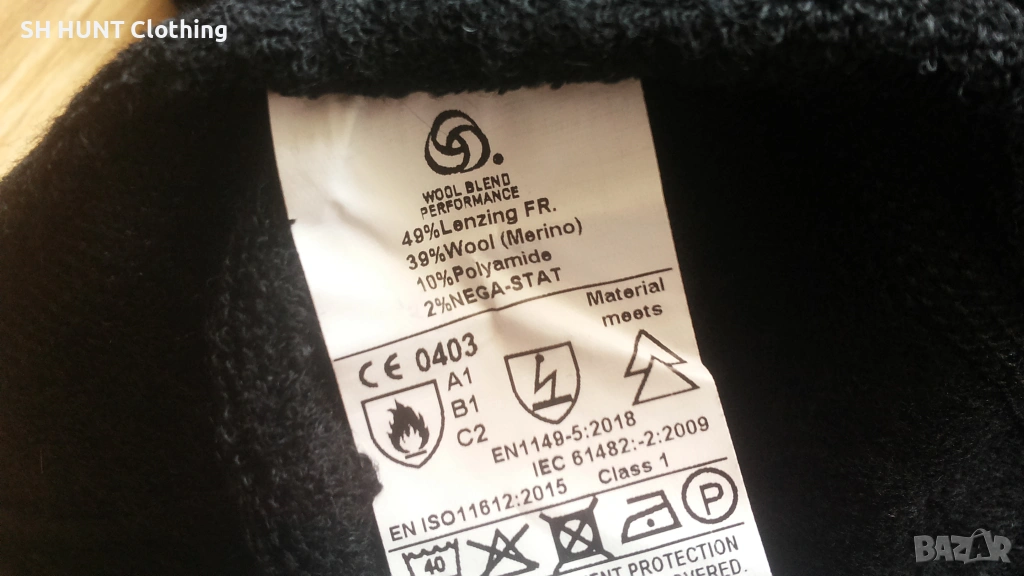 SH HUNT Clothing
WOOL BLEND
PERFORMANCE
49%Lenzing FR.
39%Wool (Merino)
10%Polyamide
2%NEGA-STAT
Material
meets
CE 0403
A1
B1
C2
EN1149-5:2018
IEC 61482:-2:2009
Class 1
EN ISO11612:2015
40
P
PROTECTION
BAZAR